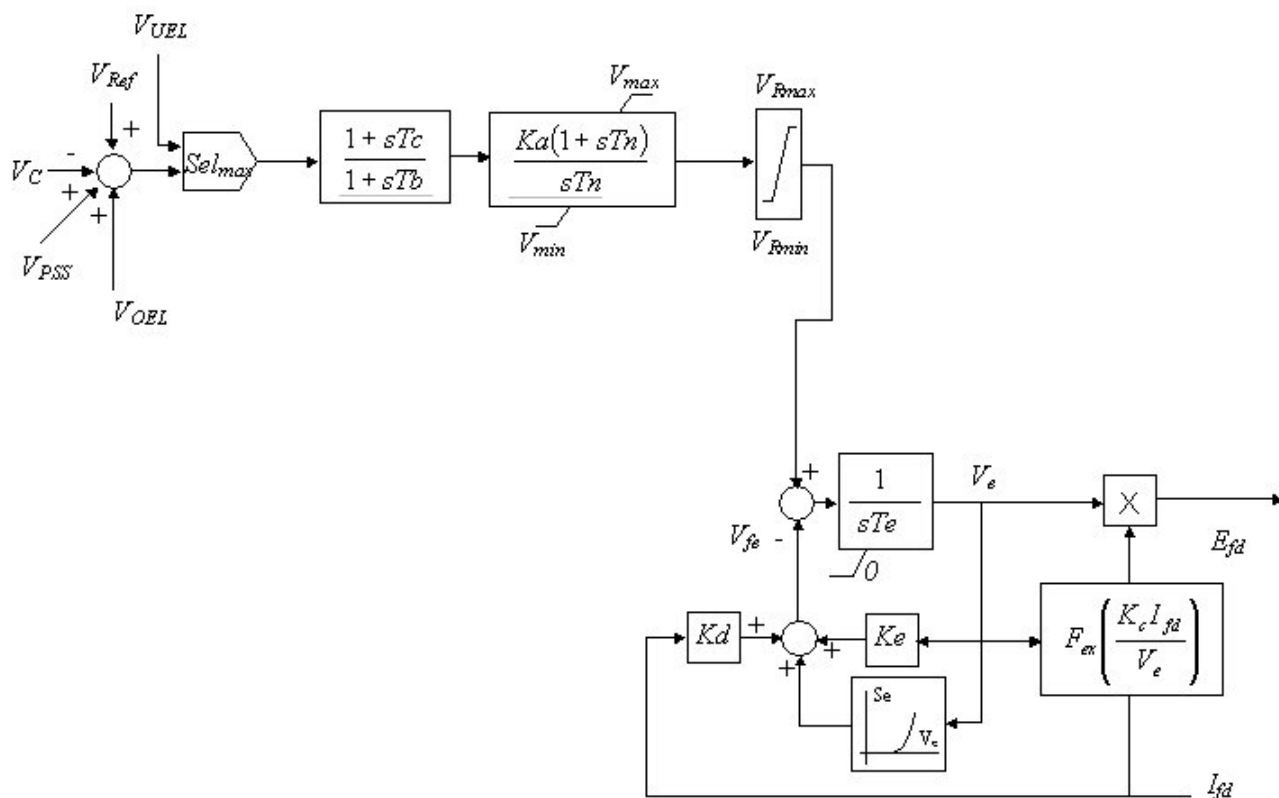 V_UEL
V_Ref
+
-
V_C
+
+
V_PSS
V_OEL
Sel_max
1 + sTc
1 + sTb
V_max
Ka(1 + sTn)
sTn
V_min
V_Rmax
V_Rmin
+
1
sTe
0
V_e
X
E_fd
V_fe -
Kd
+
+
+
Ke
F_ex(K_c I_fd / V_e)
Se
V_e
I_fd